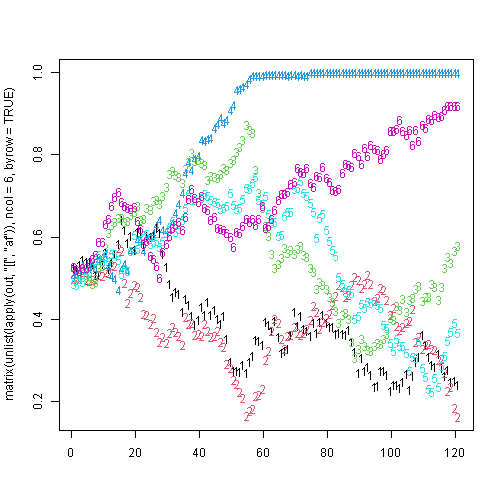 matrix(unlist(lapply(out, "[[", "af")), ncol = 6, byrow = TRUE)
1.0
0.8
0.6
0.4
0.2
0 20 40 60 80 100 120